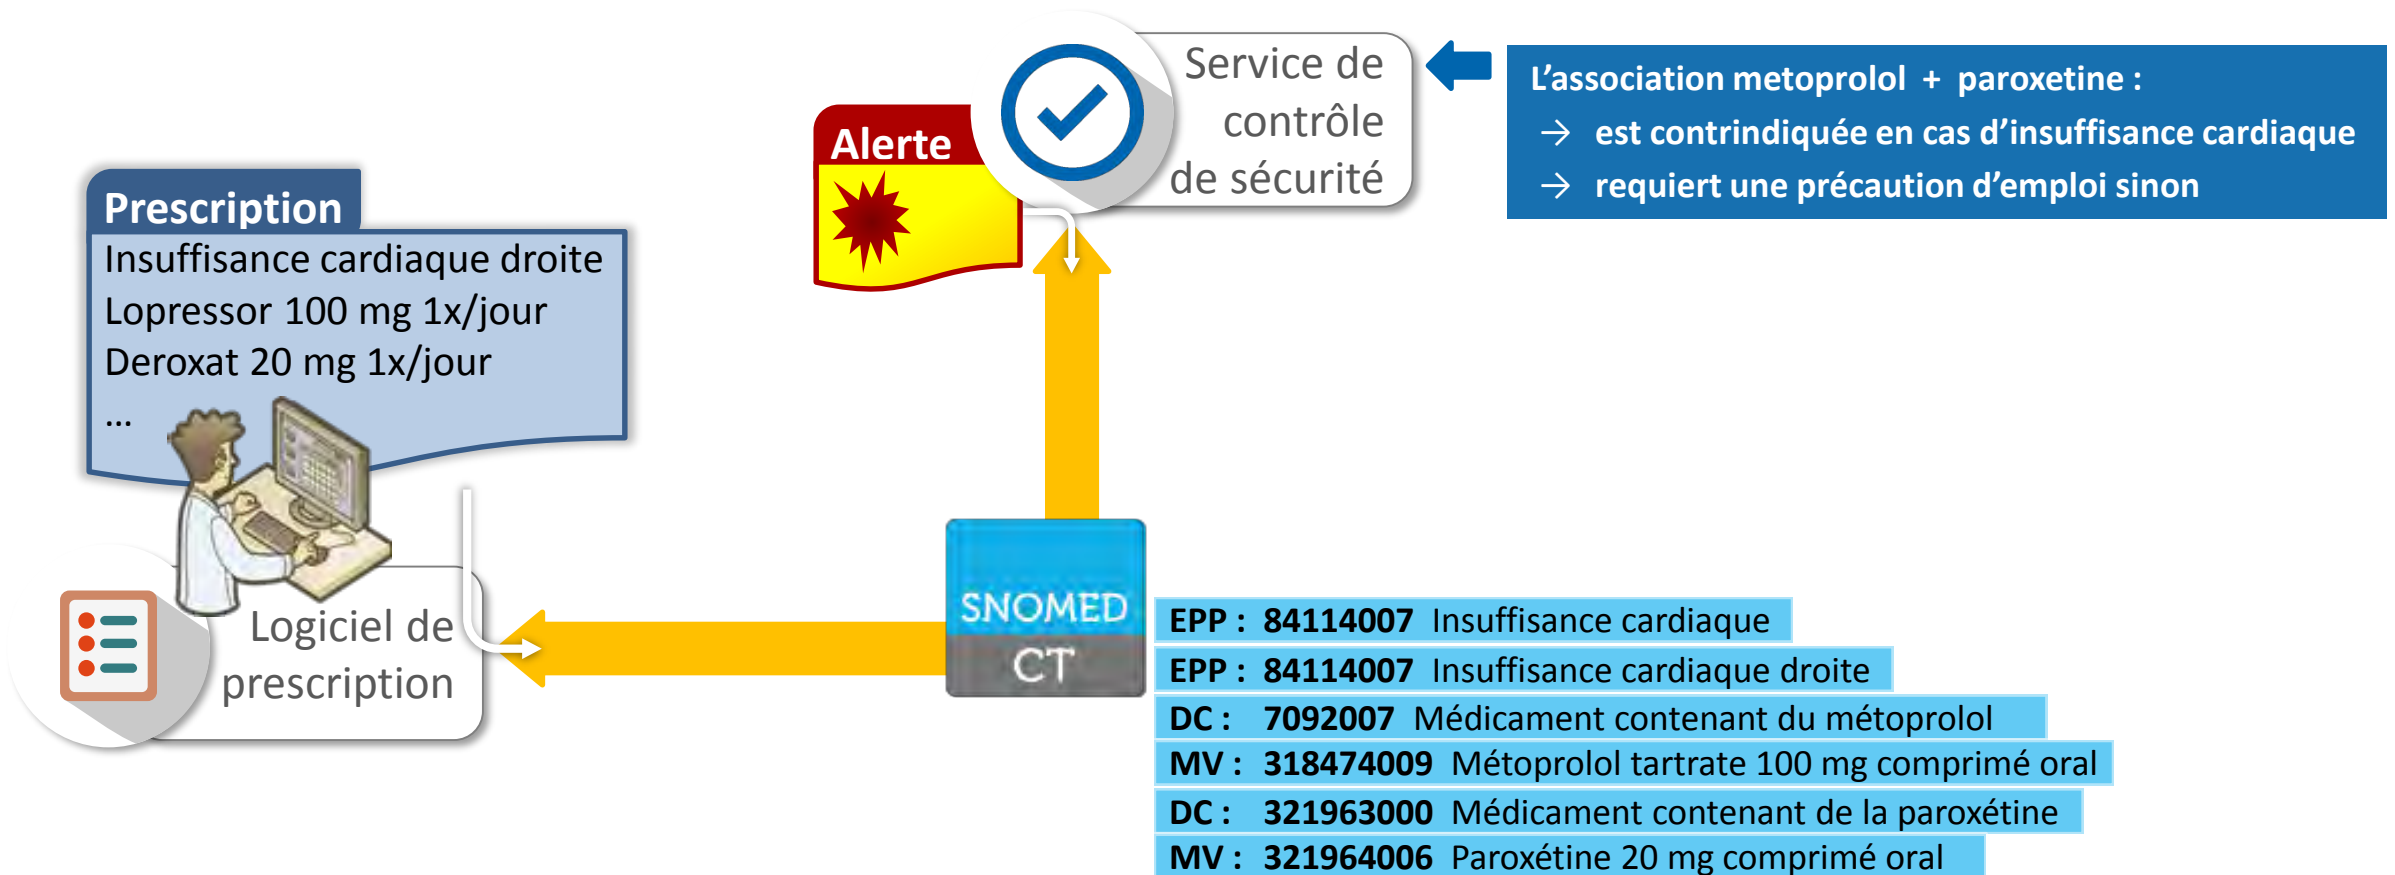 Prescription
Insuffisance cardiaque droite
Lopressor 100 mg 1x/jour
Deroxat 20 mg 1x/jour
...
Logiciel de
prescription
Alerte
Service de
contrôle
de sécurité
L’association metoprolol + paroxetine :
→ est contrindiquée en cas d’insuffisance cardiaque
→ requiert une précaution d’emploi sinon
SNOMED
CT
EPP : 84114007 Insuffisance cardiaque
EPP : 84114007 Insuffisance cardiaque droite
DC : 7092007 Médicament contenant du métoprolol
MV : 318474009 Métoprolol tartrate 100 mg comprimé oral
DC : 321963000 Médicament contenant de la paroxétine
MV : 321964006 Paroxétine 20 mg comprimé oral